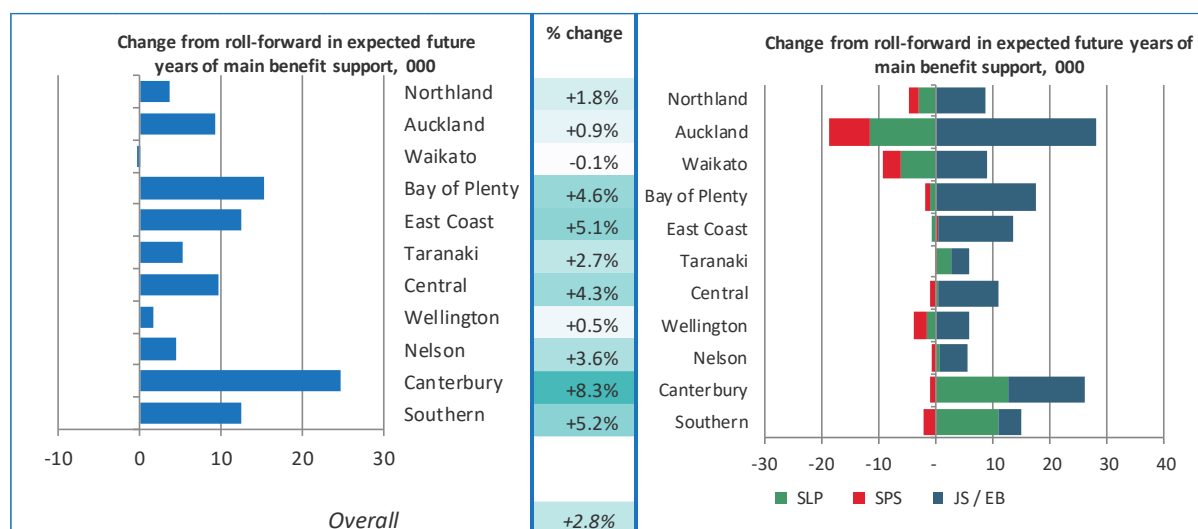 Change from roll-forward in expected future
years of main benefit support, 000
Northland
Auckland
Waikato
Bay of Plenty
East Coast
Taranaki
Central
Wellington
Nelson
Canterbury
Southern
-10 0 10 20 30
Overall
% change
+1.8%
+0.9%
-0.1%
+4.6%
+5.1%
+2.7%
+4.3%
+0.5%
+3.6%
+8.3%
+5.2%
+2.8%
Change from roll-forward in expected future years of
main benefit support, 000
Northland
Auckland
Waikato
Bay of Plenty
East Coast
Taranaki
Central
Wellington
Nelson
Canterbury
Southern
-30 -20 -10 - 10 20 30 40
SLP SPS JS / EB